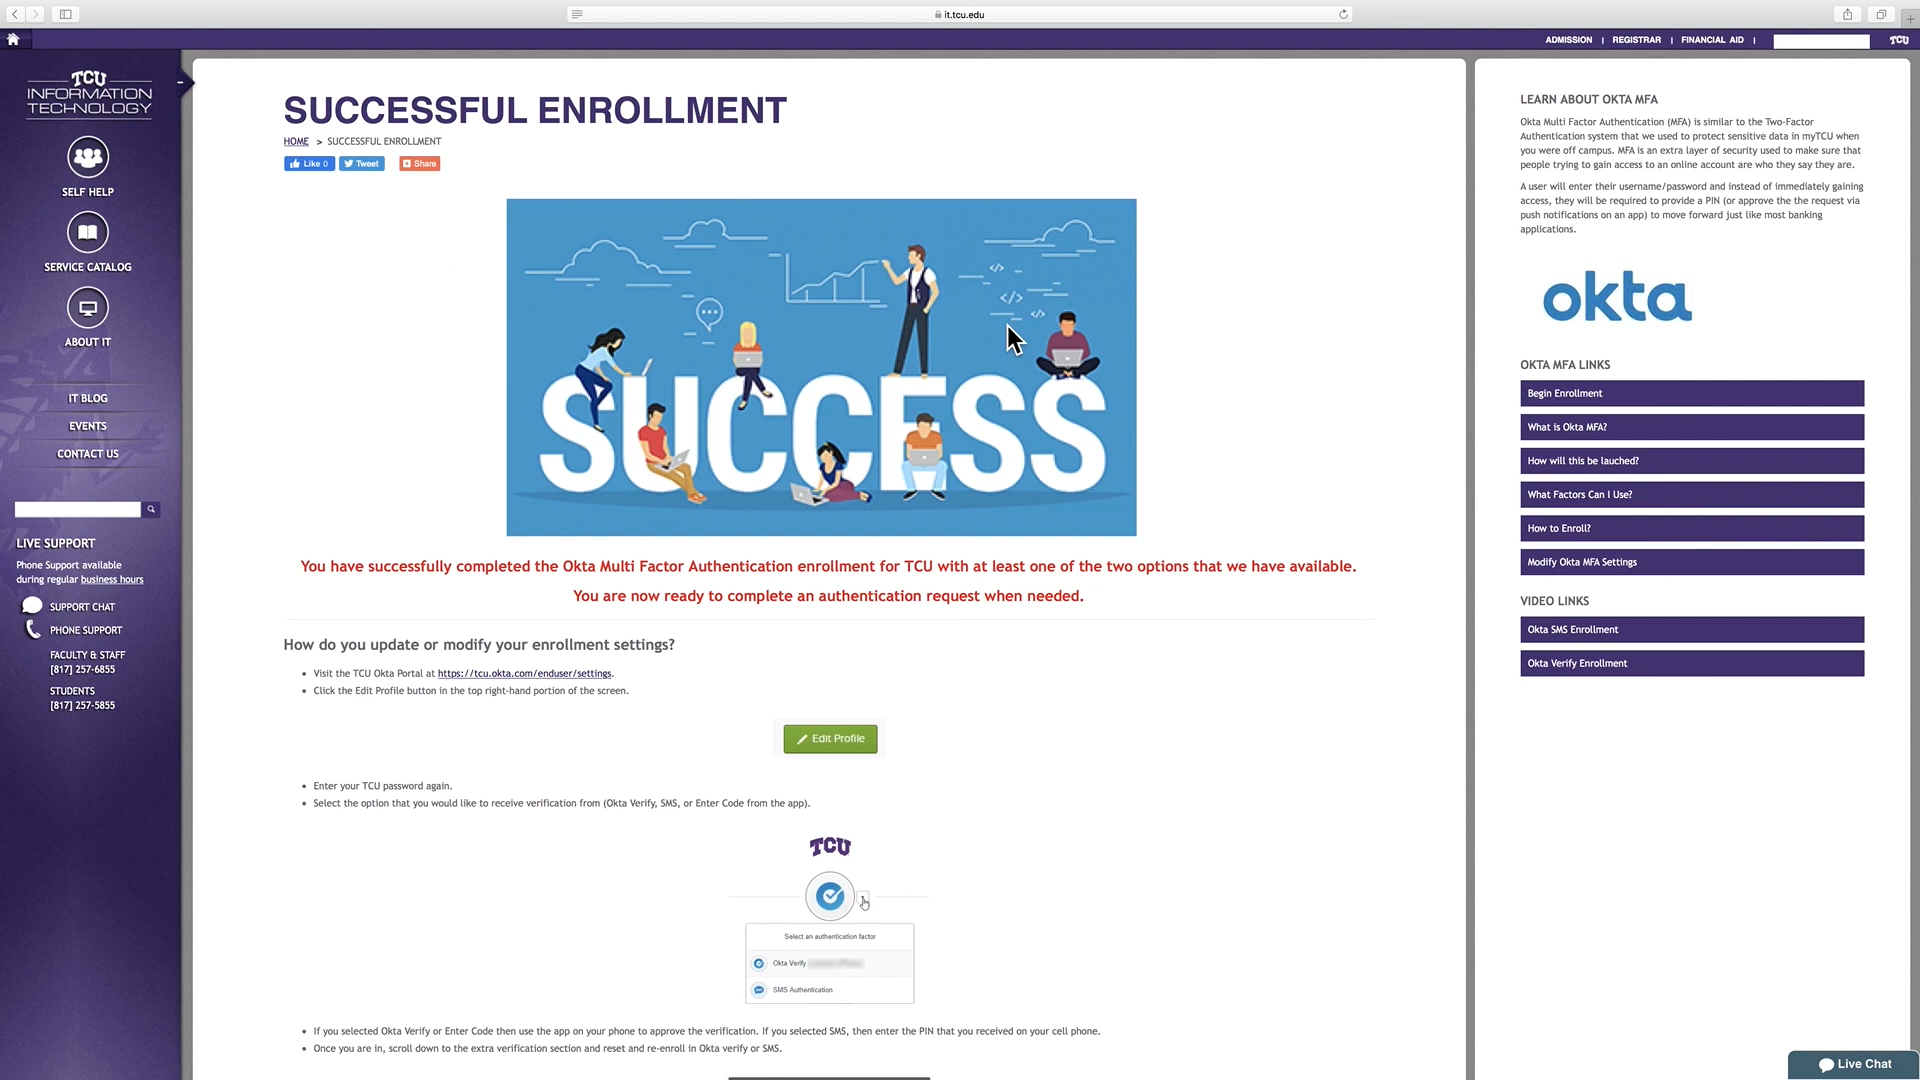 it.tcu.edu
ADMISSION | REGISTRAR | FINANCIAL AID | TCU
TCU
INFORMATION
TECHNOLOGY
SELF HELP
SERVICE CATALOG
ABOUT IT
IT BLOG
EVENTS
CONTACT US
LIVE SUPPORT
Phone Support available
during regular business hours
SUPPORT CHAT
PHONE SUPPORT
FACULTY & STAFF
[817] 257-6855
STUDENTS
[817] 257-5855
SUCCESSFUL ENROLLMENT
HOME > SUCCESSFUL ENROLLMENT
Like 0 Tweet Share
SUCCESS
You have successfully completed the Okta Multi Factor Authentication enrollment for TCU with at least one of the two options that we have available.
You are now ready to complete an authentication request when needed.
How do you update or modify your enrollment settings?
• Visit the TCU Okta Portal at https://tcu.okta.com/enduser/settings.
• Click the Edit Profile button in the top right-hand portion of the screen.
Edit Profile
• Enter your TCU password again.
• Select the option that you would like to receive verification from (Okta Verify, SMS, or Enter Code from the app).
TCU
Select an authentication factor
Okta Verify
SMS Authentication
• If you selected Okta Verify or Enter Code then use the app on your phone to approve the verification. If you selected SMS, then enter the PIN that you received on your cell phone.
• Once you are in, scroll down to the extra verification section and reset and re-enroll in Okta verify or SMS.
LEARN ABOUT OKTA MFA
Okta Multi Factor Authentication (MFA) is similar to the Two-Factor
Authentication system that we used to protect sensitive data in myTCU when
you were off campus. MFA is an extra layer of security used to make sure that
people trying to gain access to an online account are who they say they are.
A user will enter their username/password and instead of immediately gaining
access, they will be required to provide a PIN (or approve the the request via
push notifications on an app) to move forward just like most banking
applications.
okta
OKTA MFA LINKS
Begin Enrollment
What is Okta MFA?
How will this be lauched?
What Factors Can I Use?
How to Enroll?
Modify Okta MFA Settings
VIDEO LINKS
Okta SMS Enrollment
Okta Verify Enrollment
Live Chat